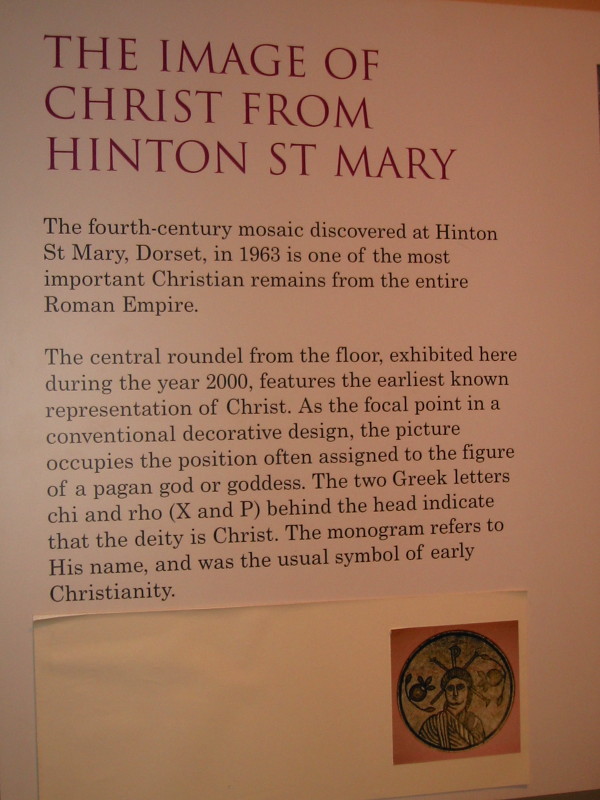 THE IMAGE OF
CHRIST FROM
HINTON ST MARY
The fourth-century mosaic discovered at Hinton
St Mary, Dorset, in 1963 is one of the most
important Christian remains from the entire
Roman Empire.
The central roundel from the floor, exhibited here
during the year 2000, features the earliest known
representation of Christ. As the focal point in a
conventional decorative design, the picture
occupies the position often assigned to the figure
of a pagan god or goddess. The two Greek letters
chi and rho (X and P) behind the head indicate
that the deity is Christ. The monogram refers to
His name, and was the usual symbol of early
Christianity.